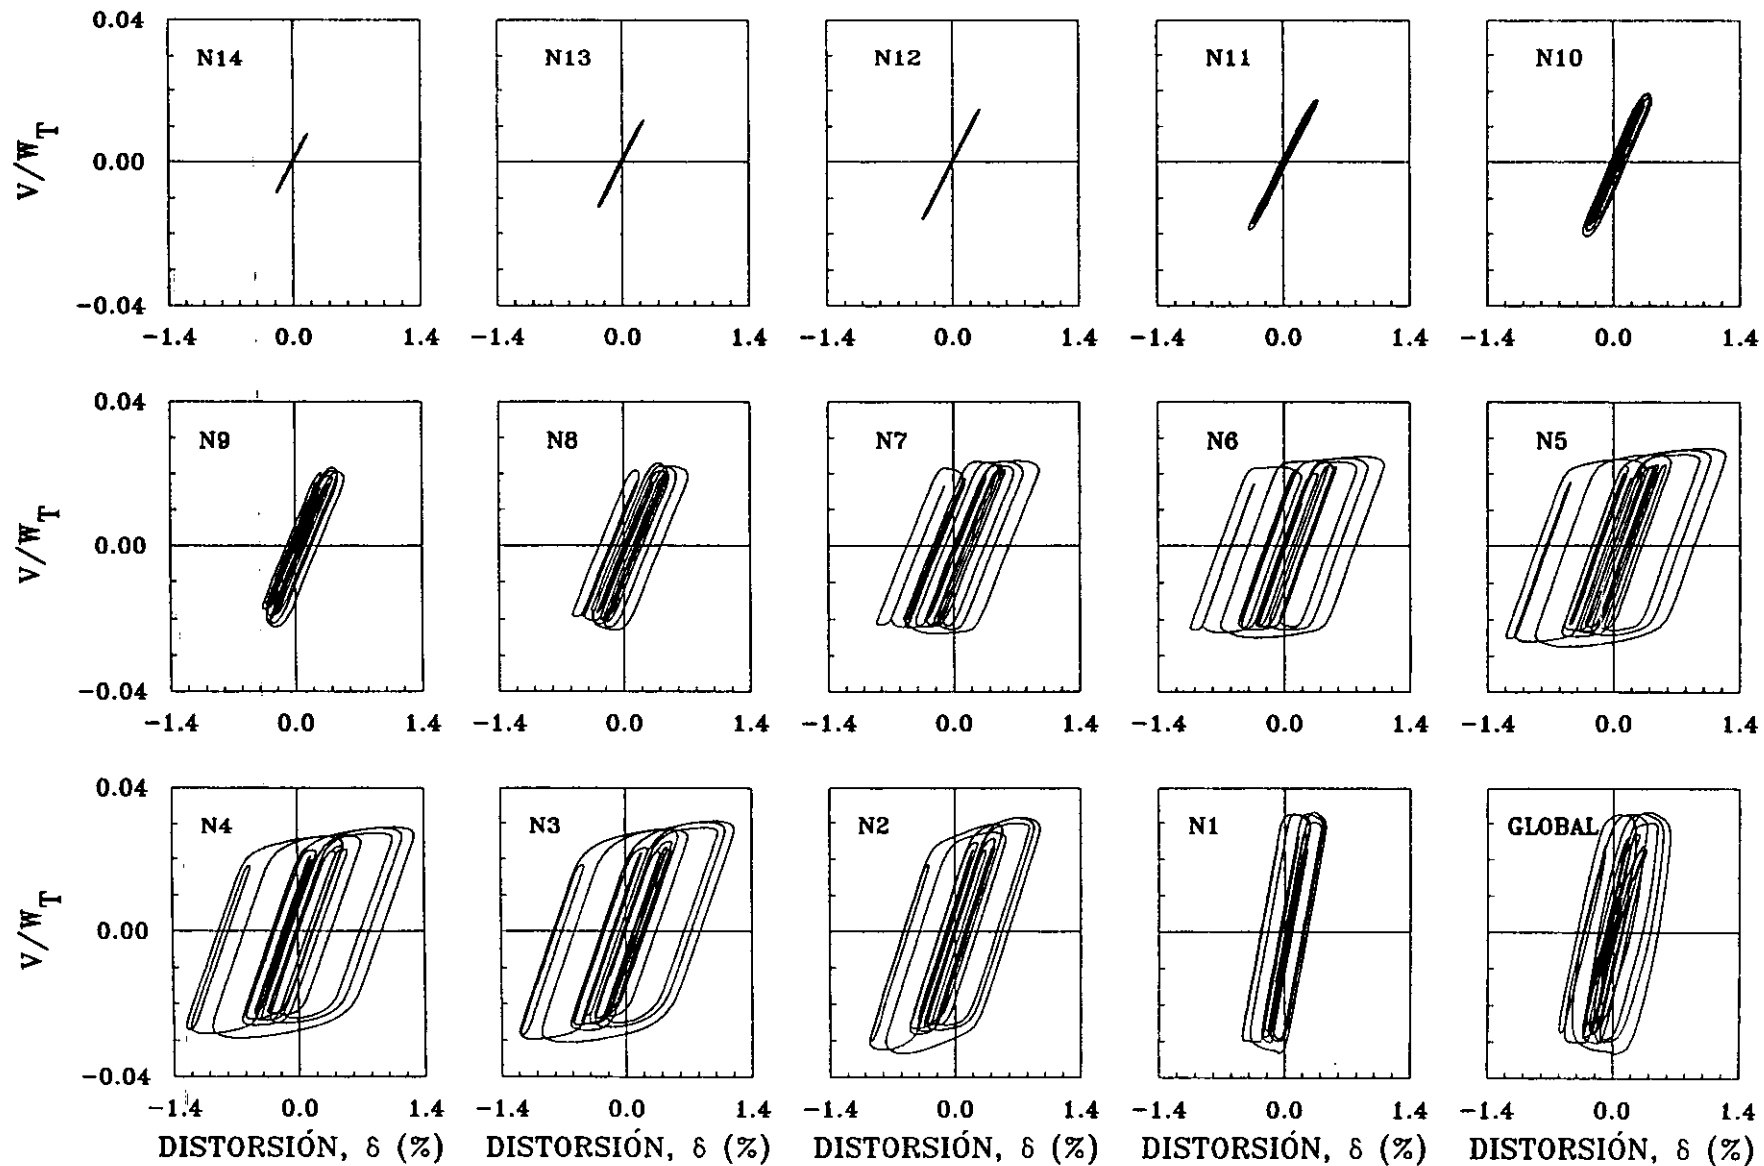 0.04
N14 N13 N12 N11 N10
V/W_T
0.00
-0.04
-1.4 0.0 1.4 -1.4 0.0 1.4 -1.4 0.0 1.4 -1.4 0.0 1.4 -1.4 0.0 1.4
0.04
N9 N8 N7 N6 N5
V/W_T
0.00
-0.04
-1.4 0.0 1.4 -1.4 0.0 1.4 -1.4 0.0 1.4 -1.4 0.0 1.4 -1.4 0.0 1.4
0.04
N4 N3 N2 N1 GLOBAL
V/W_T
0.00
-0.04
-1.4 0.0 1.4 -1.4 0.0 1.4 -1.4 0.0 1.4 -1.4 0.0 1.4 -1.4 0.0 1.4
DISTORSIÓN, δ (%) DISTORSIÓN, δ (%) DISTORSIÓN, δ (%) DISTORSIÓN, δ (%) DISTORSIÓN, δ (%)